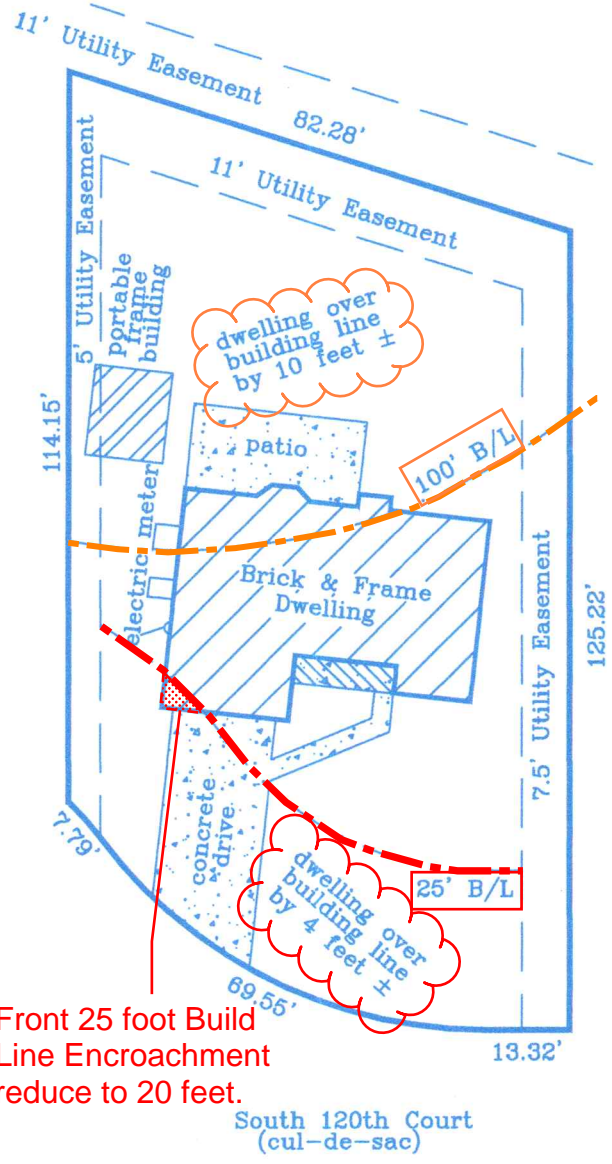 11' Utility Easement
82.28'
11' Utility Easement
5' Utility Easement
portable
frame
building
dwelling over
building line
by 10 feet ±
114.15'
patio
100' B/L
electric meter
Brick & Frame
Dwelling
125.22'
7.5' Utility Easement
7.79'
concrete
drive
dwelling over
building line
by 4 feet ±
25' B/L
69.55'
13.32'
Front 25 foot Build
Line Encroachment
reduce to 20 feet.
South 120th Court
(cul-de-sac)